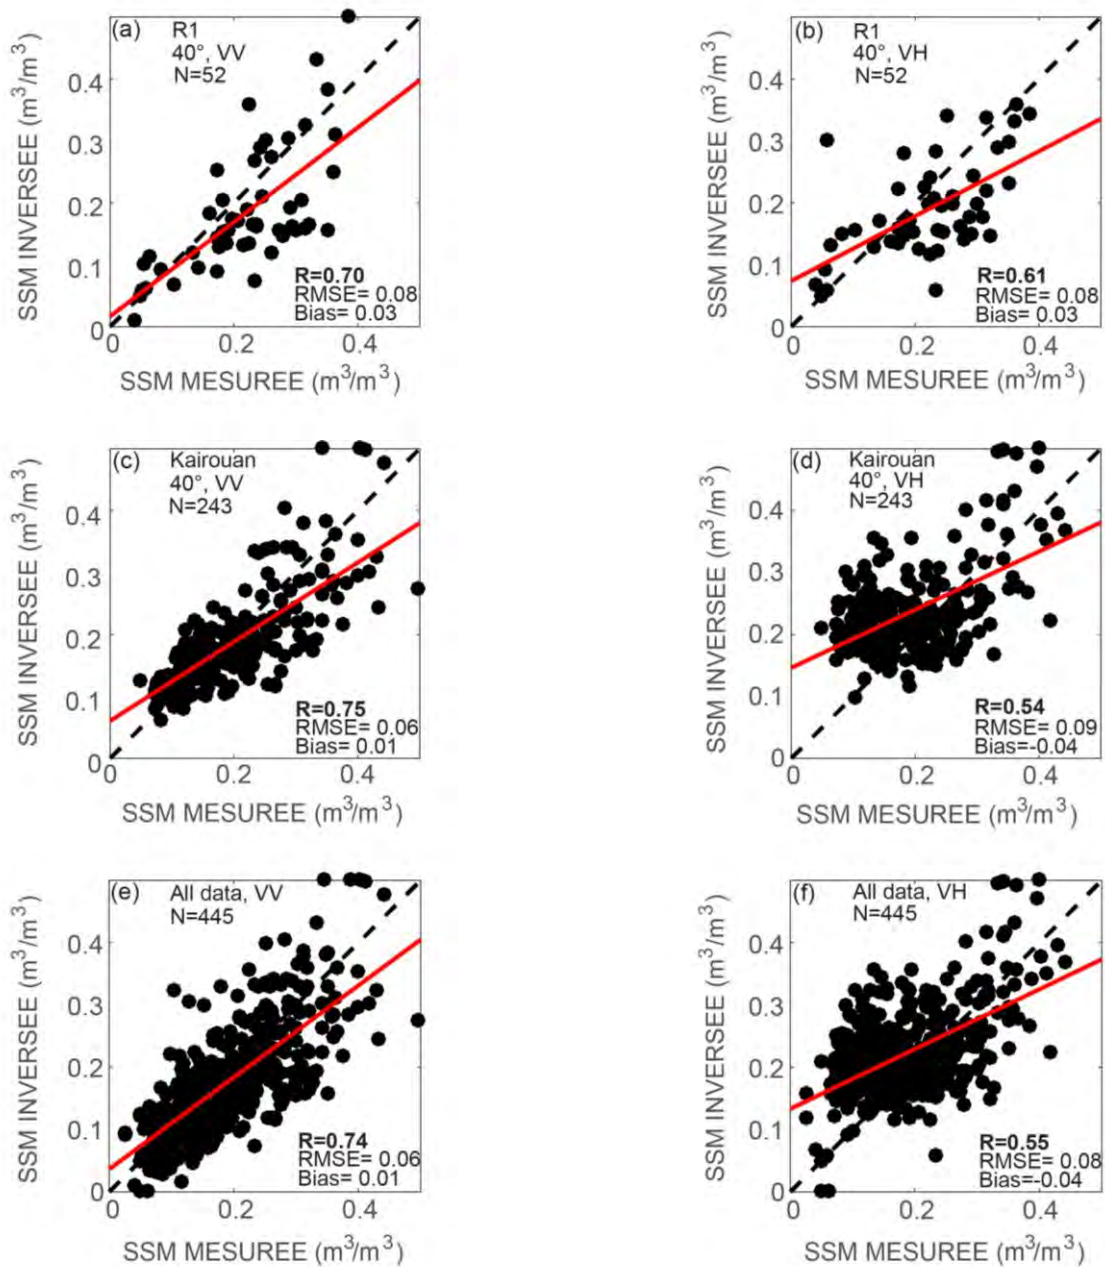 (a) R1
40°, VV
N=52
SSM INVERSEE (m³/m³)
0.4
0.3
0.2
0.1
0
R=0.70
RMSE= 0.08
Bias= 0.03
0 0.2 0.4
SSM MESUREE (m³/m³)
(b) R1
40°, VH
N=52
SSM INVERSEE (m³/m³)
0.4
0.3
0.2
0.1
0
R=0.61
RMSE= 0.08
Bias= 0.03
0 0.2 0.4
SSM MESUREE (m³/m³)
(c) Kairouan
40°, VV
N=243
SSM INVERSEE (m³/m³)
0.4
0.3
0.2
0.1
0
R=0.75
RMSE= 0.06
Bias= 0.01
0 0.2 0.4
SSM MESUREE (m³/m³)
(d) Kairouan
40°, VH
N=243
SSM INVERSEE (m³/m³)
0.4
0.3
0.2
0.1
0
R=0.54
RMSE= 0.09
Bias=-0.04
0 0.2 0.4
SSM MESUREE (m³/m³)
(e) All data, VV
N=445
SSM INVERSEE (m³/m³)
0.4
0.3
0.2
0.1
0
R=0.74
RMSE= 0.06
Bias= 0.01
0 0.2 0.4
SSM MESUREE (m³/m³)
(f) All data, VH
N=445
SSM INVERSEE (m³/m³)
0.4
0.3
0.2
0.1
0
R=0.55
RMSE= 0.08
Bias=-0.04
0 0.2 0.4
SSM MESUREE (m³/m³)